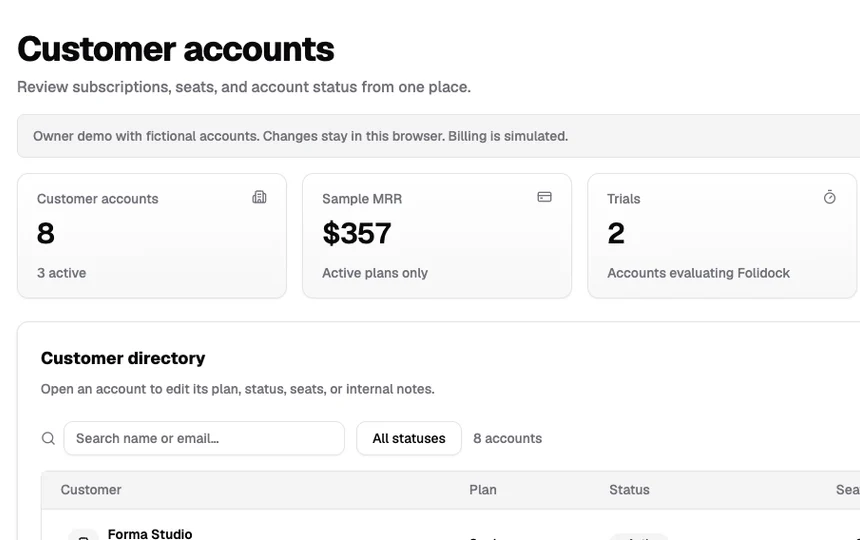 Customer accounts
Review subscriptions, seats, and account status from one place.
Owner demo with fictional accounts. Changes stay in this browser. Billing is simulated.
Customer accounts
8
3 active
Sample MRR
$357
Active plans only
Trials
2
Accounts evaluating Folidock
Customer directory
Open an account to edit its plan, status, seats, or internal notes.
Search name or email...
All statuses
8 accounts
Customer Plan Status Sea
Forma Studio